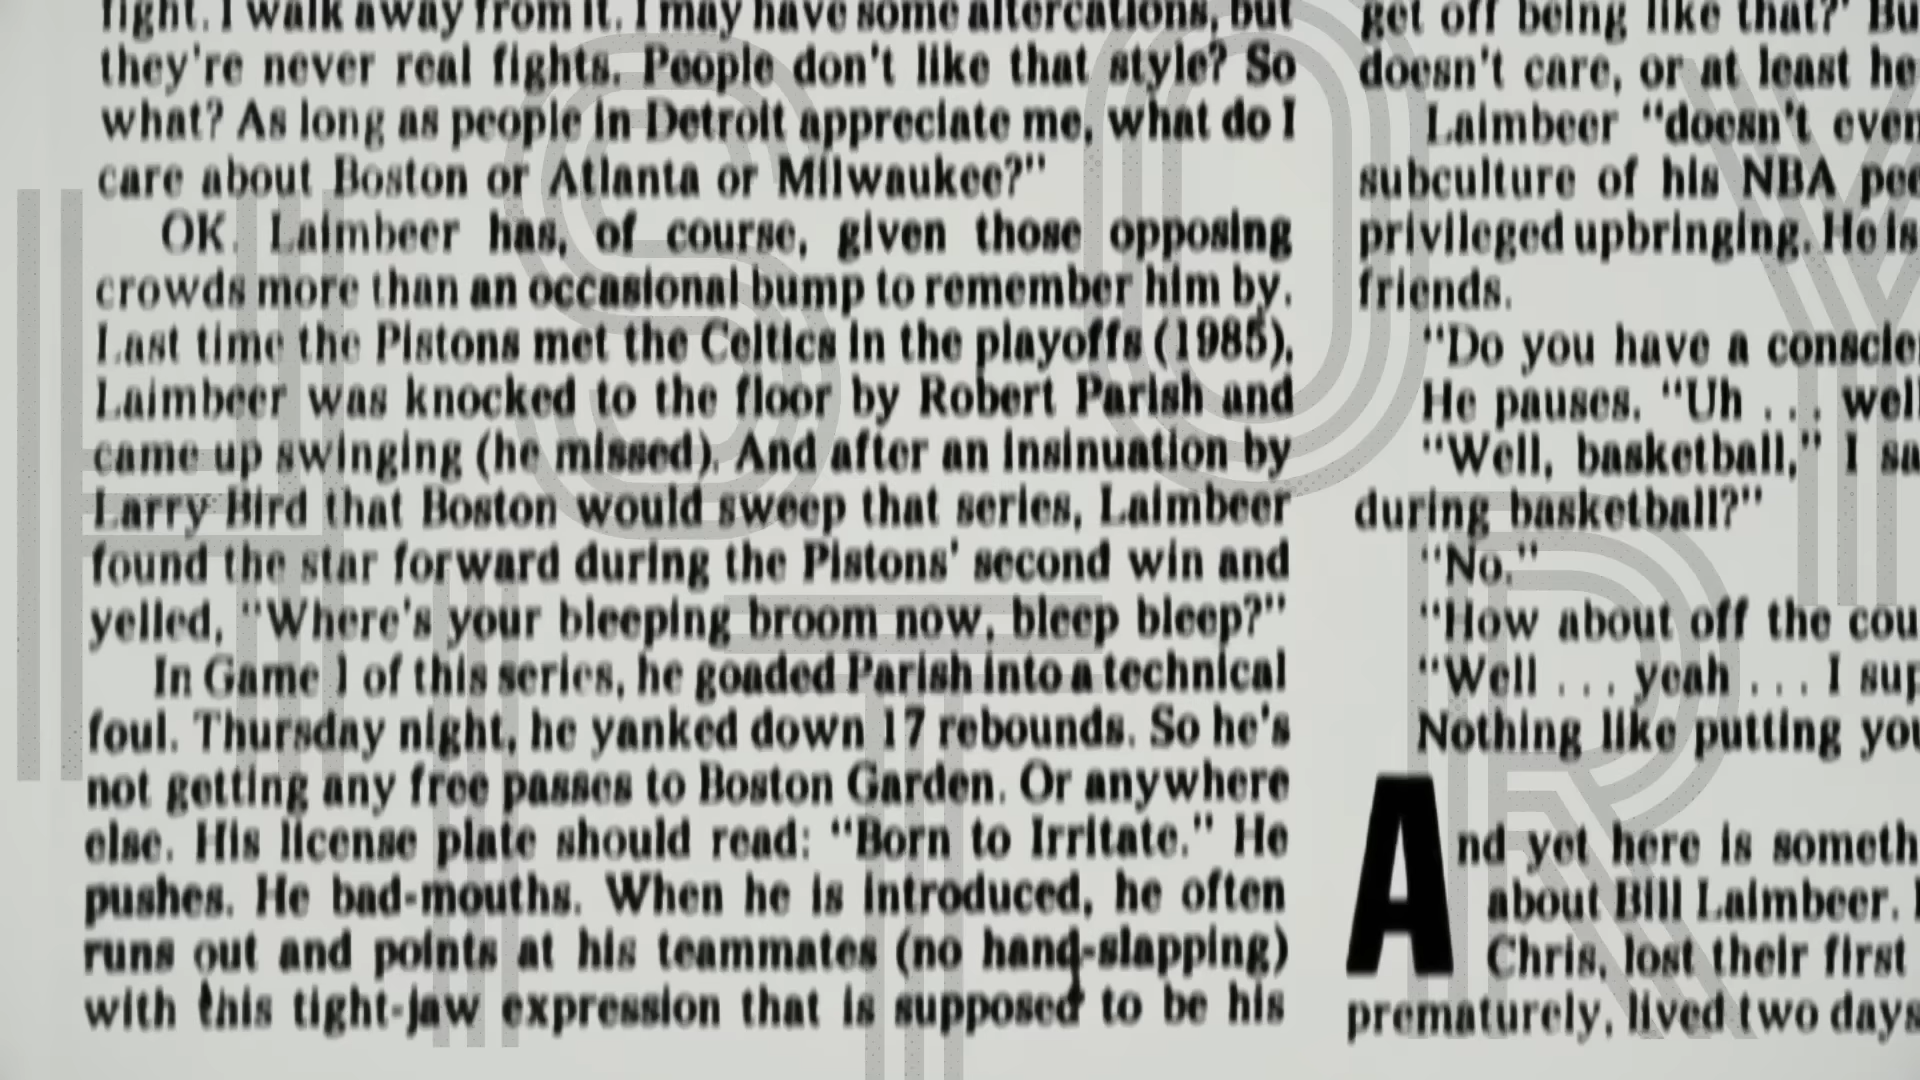 fight. I walk away from it. I may have some altercations, but
they're never real fights. People don't like that style? So
what? As long as people in Detroit appreciate me, what do I
care about Boston or Atlanta or Milwaukee?"
OK. Laimbeer has, of course, given those opposing
crowds more than an occasional bump to remember him by.
Last time the Pistons met the Celtics in the playoffs (1985),
Laimbeer was knocked to the floor by Robert Parish and
came up swinging (he missed). And after an insinuation by
Larry Bird that Boston would sweep that series, Laimbeer
found the star forward during the Pistons' second win and
yelled, "Where's your bleeping broom now, bleep bleep?"
In Game 1 of this series, he goaded Parish into a technical
foul. Thursday night, he yanked down 17 rebounds. So he's
not getting any free passes to Boston Garden. Or anywhere
else. His license plate should read: "Born to Irritate." He
pushes. He bad-mouths. When he is introduced, he often
runs out and points at his teammates (no hand-slapping)
with this tight-jaw expression that is supposed to be his
get off being like that?' Bu
doesn't care, or at least he
Laimbeer "doesn't even
subculture of his NBA pee
privileged upbringing. He is
friends.
"Do you have a conscie
He pauses. "Uh . . . well
"Well, basketball," I sa
during basketball?"
"No."
"How about off the cou
"Well . . . yeah . . . I sup
Nothing like putting you
And yet here is someth
about Bill Laimbeer.
Chris, lost their first
prematurely, lived two days
HISTORY